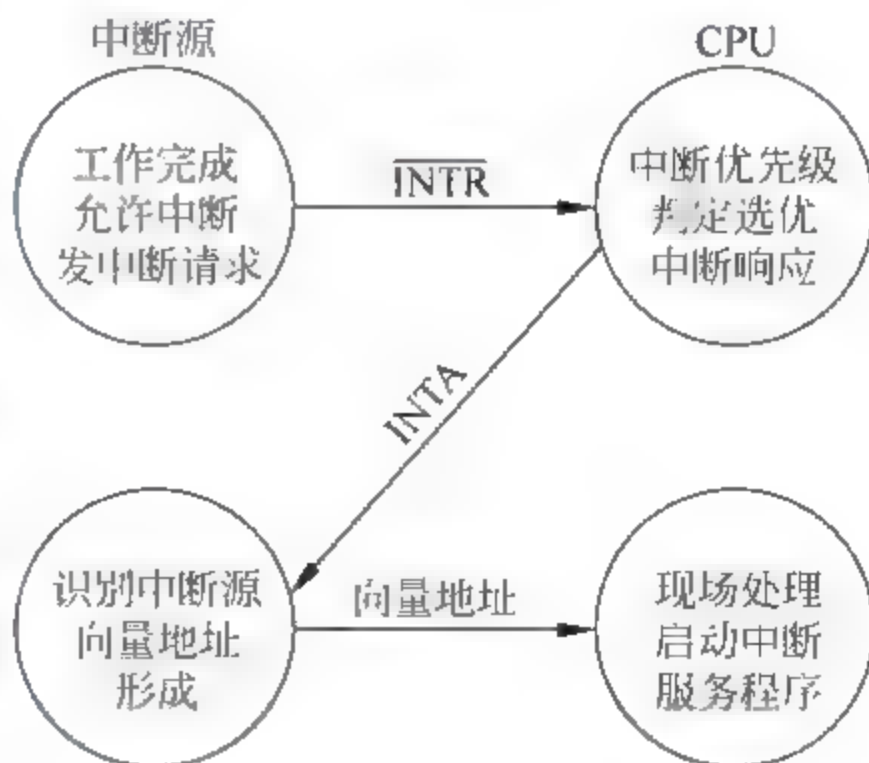 中断源
CPU
工作完成
允许中断
发中断请求
I̅N̅T̅R̅
中断优先级
判定选优
中断响应
INTA
识别中断源
向量地址
形成
向量地址
现场处理
启动中断
服务程序